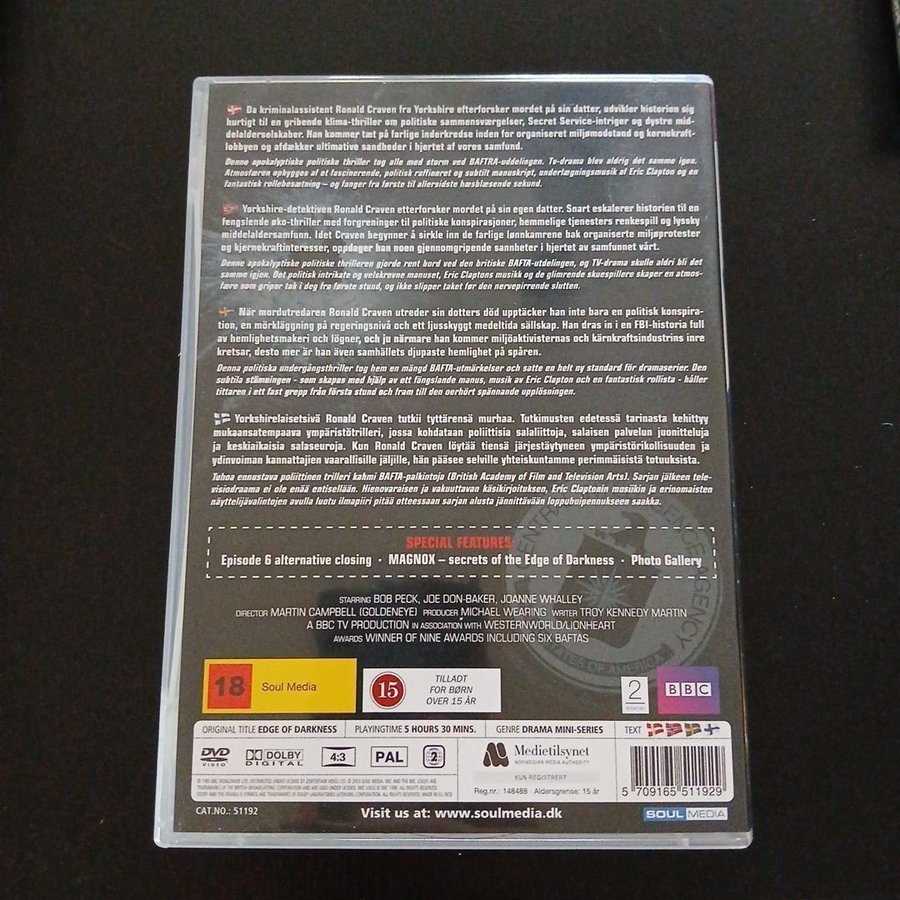 Da kriminalassistent Ronald Craven fra Yorkshire efterforsker mordet på sin datter, udvikler historien sig
hurtigt til en gribende klima-thriller om politiske sammensværgelser, Secret Service-intriger og dystre mid-
delalderselskaber. Han kommer tæt på farlige inderkredse inden for organiseret miljømodstand og kernekraft-
lobbyen og afdækker ultimative sandheder i hjertet af vores samfund.
Denne apokalyptiske politiske thriller tog alle med storm ved BAFTRA-uddelingen. Tv-drama blev aldrig det samme igen.
Atmosfæren opbygges af et fascinerende, politisk raffineret og subtilt manuskript, underlægningsmusik af Eric Clapton og en
fantastisk rollebesætning – og fanger fra første til allersidste hæsblæsende sekund.
Yorkshire-detektiven Ronald Craven etterforsker mordet på sin egen datter. Snart eskalerer historien til en
fengslende øko-thriller med forgreninger til politiske konspirasjoner, hemmelige tjenesters renkespill og lyssky
middelaldersamfunn. Idet Craven begynner å sirkle inn de farlige lønnkamrene bak organiserte miljøprotester
og kjernekraftinteresser, oppdager han noen gjennomgripende sannheter i hjertet av samfunnet vårt.
Denne apokalyptiske politiske thrilleren gjorde rent bord ved den britiske BAFTA-utdelingen, og TV-drama skulle aldri bli det
samme igjen. Det politisk intrikate og velskrevne manuset, Eric Claptons musikk og de glimrende skuespillere skaper en atmos-
fære som griper tak i deg fra første stund, og ikke slipper taket før den nervepirrende slutten.
När mordutredaren Ronald Craven utreder sin dotters död upptäcker han inte bara en politisk konspira-
tion, en mörkläggning på regeringsnivå och ett ljusskyggt medeltida sällskap. Han dras in i en FBI-historia full
av hemlighetsmakeri och lögner, och ju närmare han kommer miljöaktivisternas och kärnkraftsindustrins inre
kretsar, desto mer är han även samhällets djupaste hemlighet på spåren.
Denna politiska undergångsthriller tog hem en mängd BAFTA-utmärkelser och satte en helt ny standard för dramaserier. Den
subtila stämningen - som skapas med hjälp av ett fängslande manus, musik av Eric Clapton och en fantastisk rollista - håller
tittaren i ett fast grepp från första stund och fram till den oerhört spännande upplösningen.
Yorkshirelaisetsivä Ronald Craven tutkii tyttärensä murhaa. Tutkimusten edetessä tarinasta kehittyy
mukaansatempaava ympäristötrilleri, jossa kohdataan poliittisia salaliittoja, salaisen palvelun juonitteluja
ja keskiaikaisia salaseuroja. Kun Ronald Craven löytää tiensä järjestäytyneen ympäristörikollisuuden ja
ydinvoiman kannattajien vaarallisille jäljille, hän pääsee selville yhteiskuntamme perimmäisistä totuuksista.
Tuhoa ennustava poliittinen trilleri kahmi BAFTA-palkintoja (British Academy of Film and Television Arts). Sarjan jälkeen tele-
visiodraama ei ole enää entisellään. Hienovaraisen ja vakuuttavan käsikirjoituksen, Eric Claptonin musiikin ja erinomaisten
näyttelijävalintojen avulla luotu ilmapiiri pitää otteessaan sarjan alusta jännittävään loppuhuipennukseen saakka.
SPECIAL FEATURES:
Episode 6 alternative closing · MAGNOX – secrets of the Edge of Darkness · Photo Gallery
STARRING BOB PECK, JOE DON-BAKER, JOANNE WHALLEY
DIRECTOR MARTIN CAMPBELL (GOLDENEYE) PRODUCER MICHAEL WEARING WRITER TROY KENNEDY MARTIN
A BBC TV PRODUCTION IN ASSOCIATION WITH WESTERNWORLD/LIONHEART
AWARDS WINNER OF NINE AWARDS INCLUDING SIX BAFTAS
STATES OF AMERICA
18 Soul Media
15 TILLADT
FOR BØRN
OVER 15 ÅR
2
BBC
ORIGINAL TITLE EDGE OF DARKNESS PLAYINGTIME 5 HOURS 30 MINS. GENRE DRAMA MINI-SERIES TEXT
DVD VIDEO DOLBY DIGITAL 4:3 PAL 2
Medietilsynet
NORWEGIAN MEDIA AUTHORITY
KUN REGISTRERT
Reg.nr.: 148488 Aldersgrense: 15 år
5 709165 511929
CAT.NO.: 51192
Visit us at: www.soulmedia.dk
SOUL MEDIA